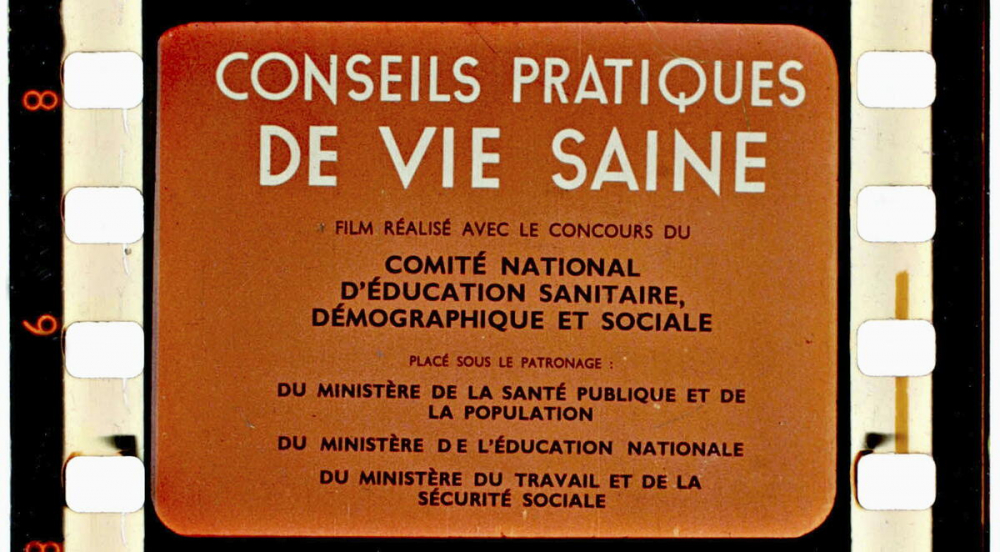 CONSEILS PRATIQUES
DE VIE SAINE
FILM RÉALISÉ AVEC LE CONCOURS DU
COMITÉ NATIONAL
D'ÉDUCATION SANITAIRE,
DÉMOGRAPHIQUE ET SOCIALE
PLACÉ SOUS LE PATRONAGE :
DU MINISTÈRE DE LA SANTÉ PUBLIQUE ET DE
LA POPULATION
DU MINISTÈRE DE L'ÉDUCATION NATIONALE
DU MINISTÈRE DU TRAVAIL ET DE LA
SÉCURITÉ SOCIALE